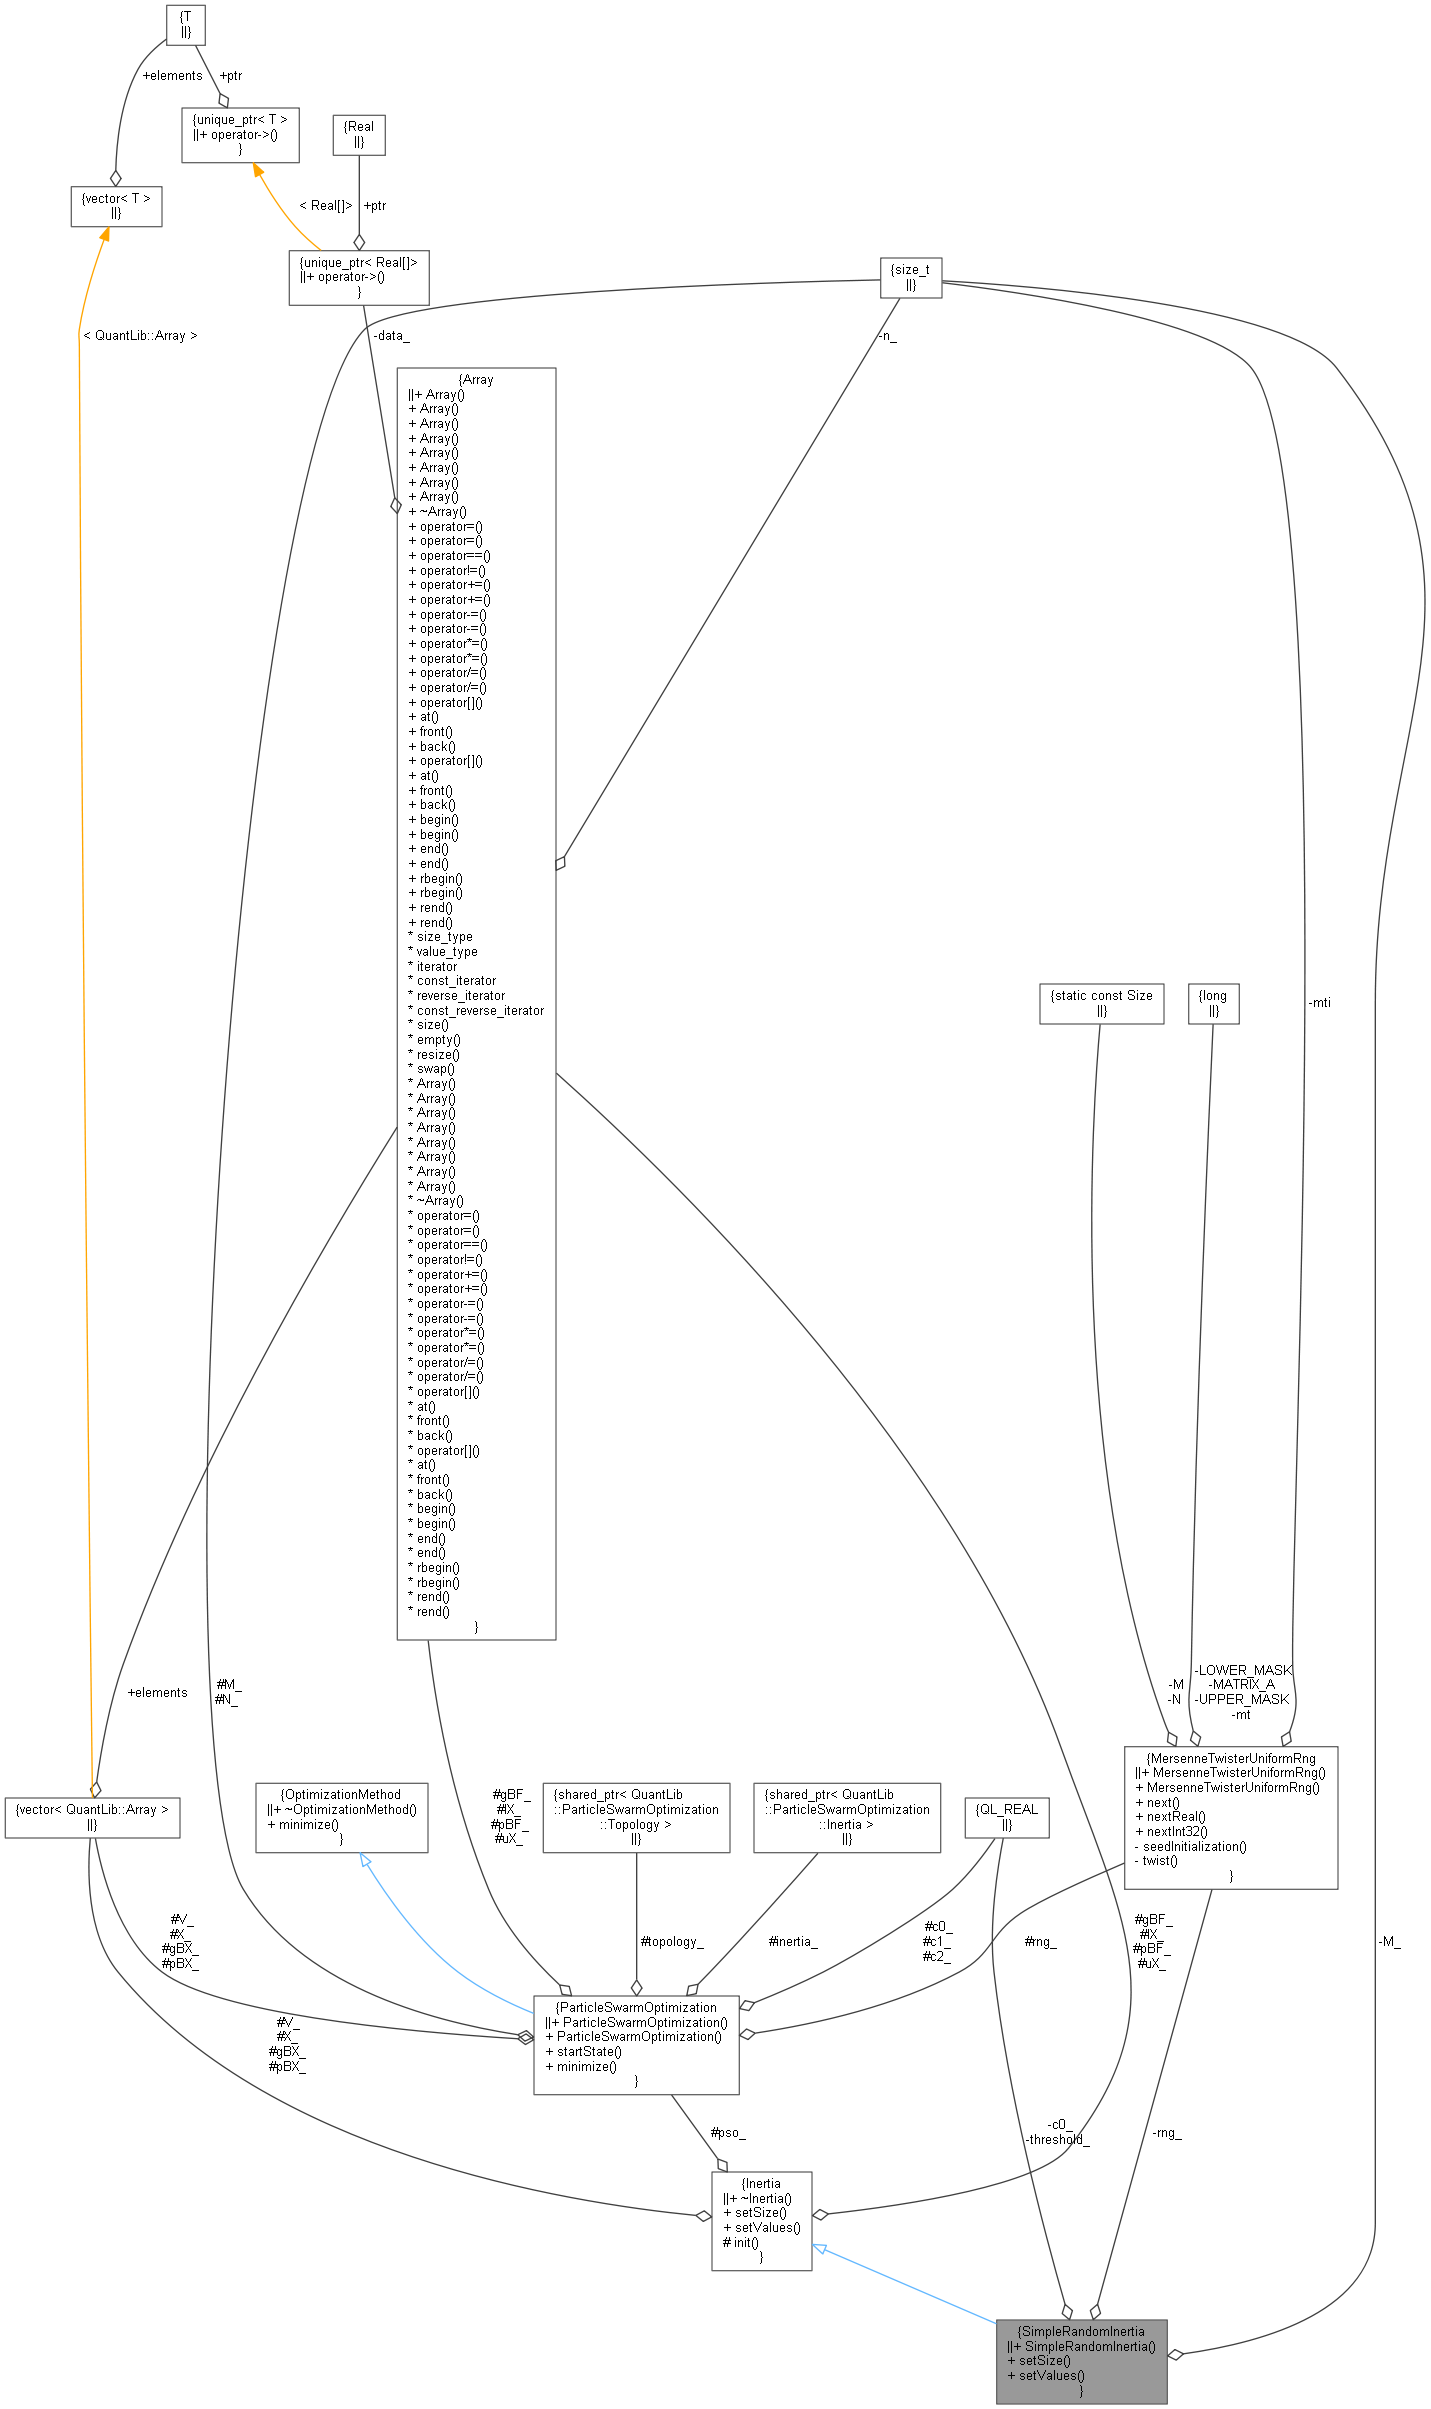 {T
||}
+elements
+ptr
{unique_ptr< T >
||+ operator->()
}
{Real
||}
{vector< T >
||}
< Real[]>
+ptr
{unique_ptr< Real[]>
||+ operator->()
}
{size_t
||}
< QuantLib::Array >
-data_
-n_
{Array
||+ Array()
+ Array()
+ Array()
+ Array()
+ Array()
+ Array()
+ Array()
+ Array()
+ ~Array()
+ operator=()
+ operator=()
+ operator==()
+ operator!=()
+ operator+=()
+ operator+=()
+ operator-=()
+ operator-=()
+ operator*=()
+ operator*=()
+ operator/=()
+ operator/=()
+ operator[]()
+ at()
+ front()
+ back()
+ operator[]()
+ at()
+ front()
+ back()
+ begin()
+ begin()
+ end()
+ end()
+ rbegin()
+ rbegin()
+ rend()
+ rend()
* size_type
* value_type
* iterator
* const_iterator
* reverse_iterator
* const_reverse_iterator
* size()
* empty()
* resize()
* swap()
* Array()
* Array()
* Array()
* Array()
* Array()
* Array()
* Array()
* Array()
* ~Array()
* operator=()
* operator=()
* operator==()
* operator!=()
* operator+=()
* operator+=()
* operator-=()
* operator-=()
* operator*=()
* operator*=()
* operator/=()
* operator/=()
* operator[]()
* at()
* front()
* back()
* operator[]()
* at()
* front()
* back()
* begin()
* begin()
* end()
* end()
* rbegin()
* rbegin()
* rend()
* rend()
}
{static const Size
||}
{long
||}
-mti
+elements
#M_
#N_
-M
-N
-LOWER_MASK
-MATRIX_A
-UPPER_MASK
-mt
{MersenneTwisterUniformRng
||+ MersenneTwisterUniformRng()
+ MersenneTwisterUniformRng()
+ next()
+ nextReal()
+ nextInt32()
- seedInitialization()
- twist()
}
{vector< QuantLib::Array >
||}
{OptimizationMethod
||+ ~OptimizationMethod()
+ minimize()
}
#gBF_
#lX_
#pBF_
#uX_
{shared_ptr< QuantLib
::ParticleSwarmOptimization
::Topology >
||}
{shared_ptr< QuantLib
::ParticleSwarmOptimization
::Inertia >
||}
{QL_REAL
||}
#V_
#X_
#gBX_
#pBX_
#topology_
#inertia_
#c0_
#c1_
#c2_
#rng_
#gBF_
#lX_
#pBF_
#uX_
-M_
{ParticleSwarmOptimization
||+ ParticleSwarmOptimization()
+ ParticleSwarmOptimization()
+ startState()
+ minimize()
}
#V_
#X_
#gBX_
#pBX_
#pso_
-c0_
-threshold_
-rng_
{Inertia
||+ ~Inertia()
+ setSize()
+ setValues()
# init()
}
{SimpleRandomInertia
||+ SimpleRandomInertia()
+ setSize()
+ setValues()
}